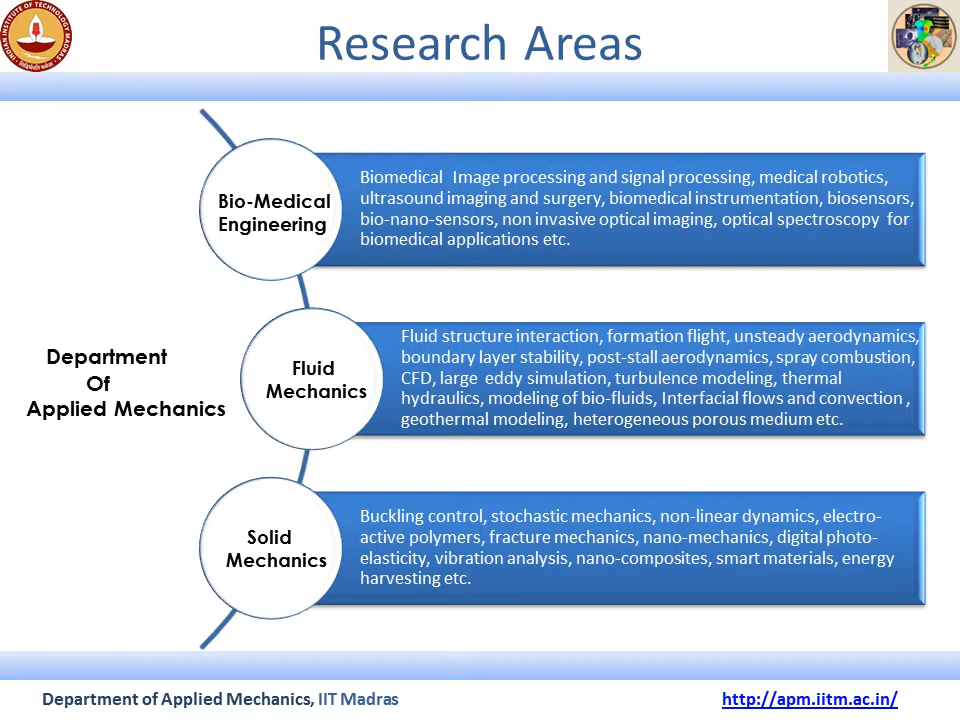 Research Areas
INDIAN INSTITUTE OF TECHNOLOGY MADRAS
Bio-Medical
Engineering
Biomedical Image processing and signal processing, medical robotics,
ultrasound imaging and surgery, biomedical instrumentation, biosensors,
bio-nano-sensors, non invasive optical imaging, optical spectroscopy for
biomedical applications etc.
Department
Of
Applied Mechanics
Fluid
Mechanics
Fluid structure interaction, formation flight, unsteady aerodynamics,
boundary layer stability, post-stall aerodynamics, spray combustion,
CFD, large eddy simulation, turbulence modeling, thermal
hydraulics, modeling of bio-fluids, Interfacial flows and convection ,
geothermal modeling, heterogeneous porous medium etc.
Solid
Mechanics
Buckling control, stochastic mechanics, non-linear dynamics, electro-
active polymers, fracture mechanics, nano-mechanics, digital photo-
elasticity, vibration analysis, nano-composites, smart materials, energy
harvesting etc.
Department of Applied Mechanics, IIT Madras
http://apm.iitm.ac.in/